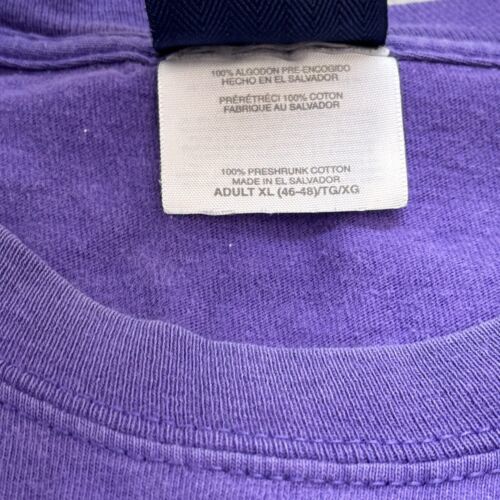 100% ALGODON PRE-ENCOGIDO
HECHO EN EL SALVADOR
PRÉRÉTRÉCI 100% COTON
FABRIQUE AU SALVADOR
100% PRESHRUNK COTTON
MADE IN EL SALVADOR
ADULT XL (46-48)/TG/XG